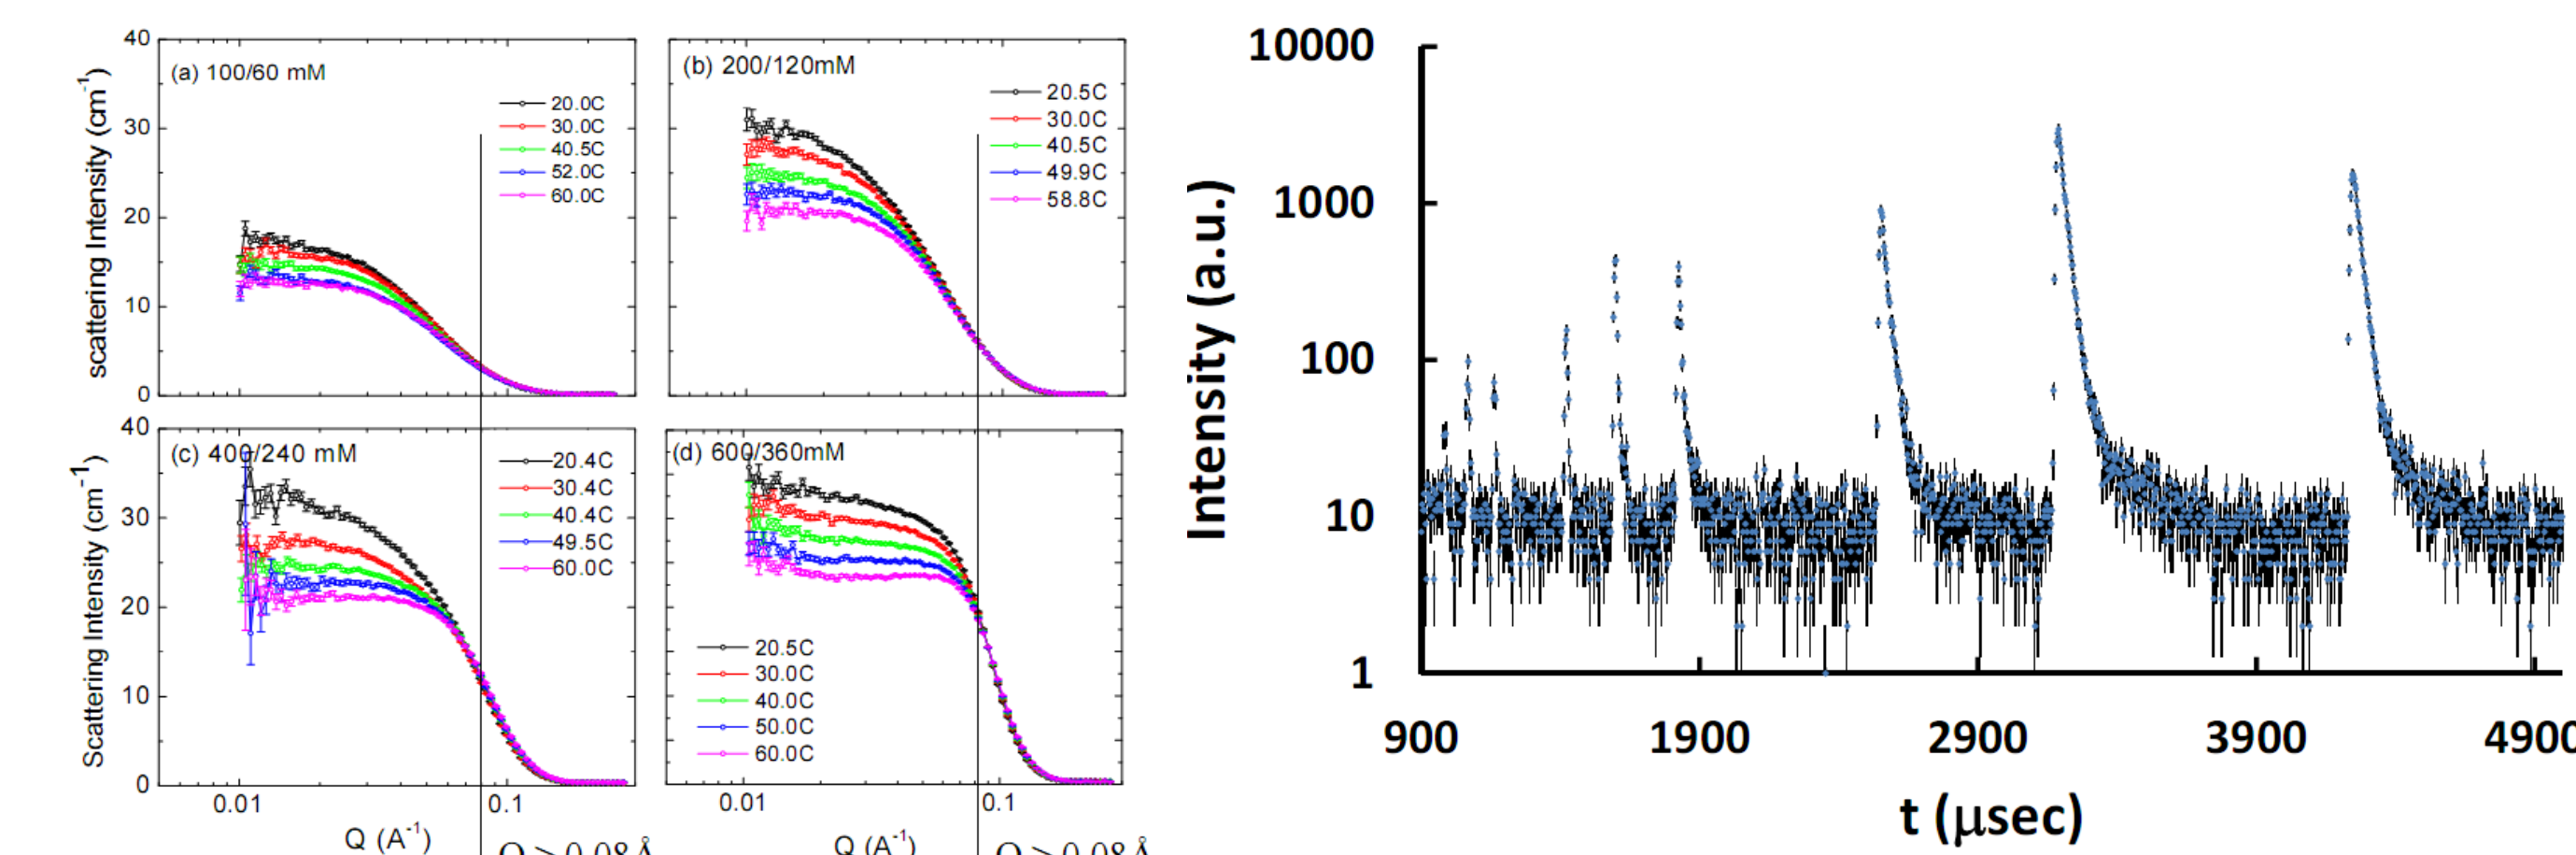 40
30
20
10
0
scattering Intensity (cm⁻¹)
(a) 100/60 mM
20.0C
30.0C
40.5C
52.0C
60.0C
(b) 200/120mM
20.5C
30.0C
40.5C
49.9C
58.8C
40
30
20
10
0
Scattering Intensity (cm⁻¹)
(c) 400/240 mM
20.4C
30.4C
40.4C
49.5C
60.0C
0.01
0.1
Q (A⁻¹)
Q > 0.08Å
(d) 600/360mM
20.5C
30.0C
40.0C
50.0C
60.0C
0.01
0.1
Q (A⁻¹)
Q > 0.08Å
Intensity (a.u.)
10000
1000
100
10
1
900
1900
2900
3900
4900
t (μsec)